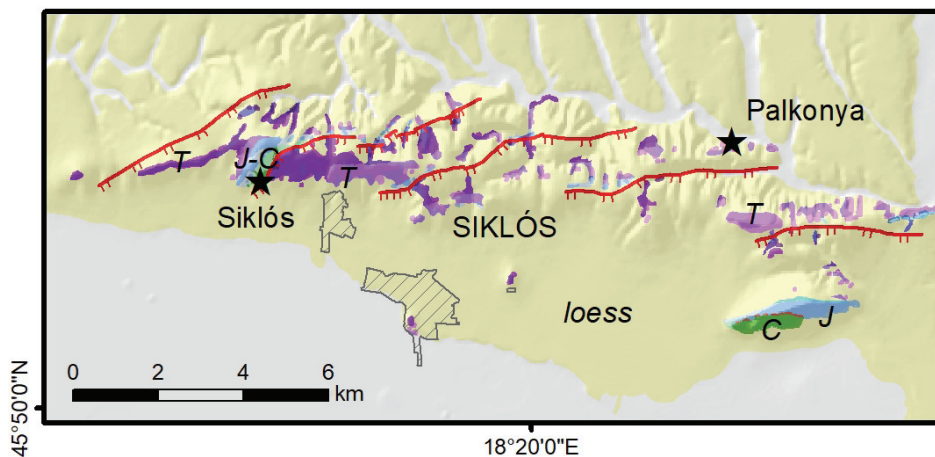 Palkonya
J-C
T
T
Siklós
SIKLÓS
T
loess
J
C
0 2 4 6
km
45°50'0"N
18°20'0"E